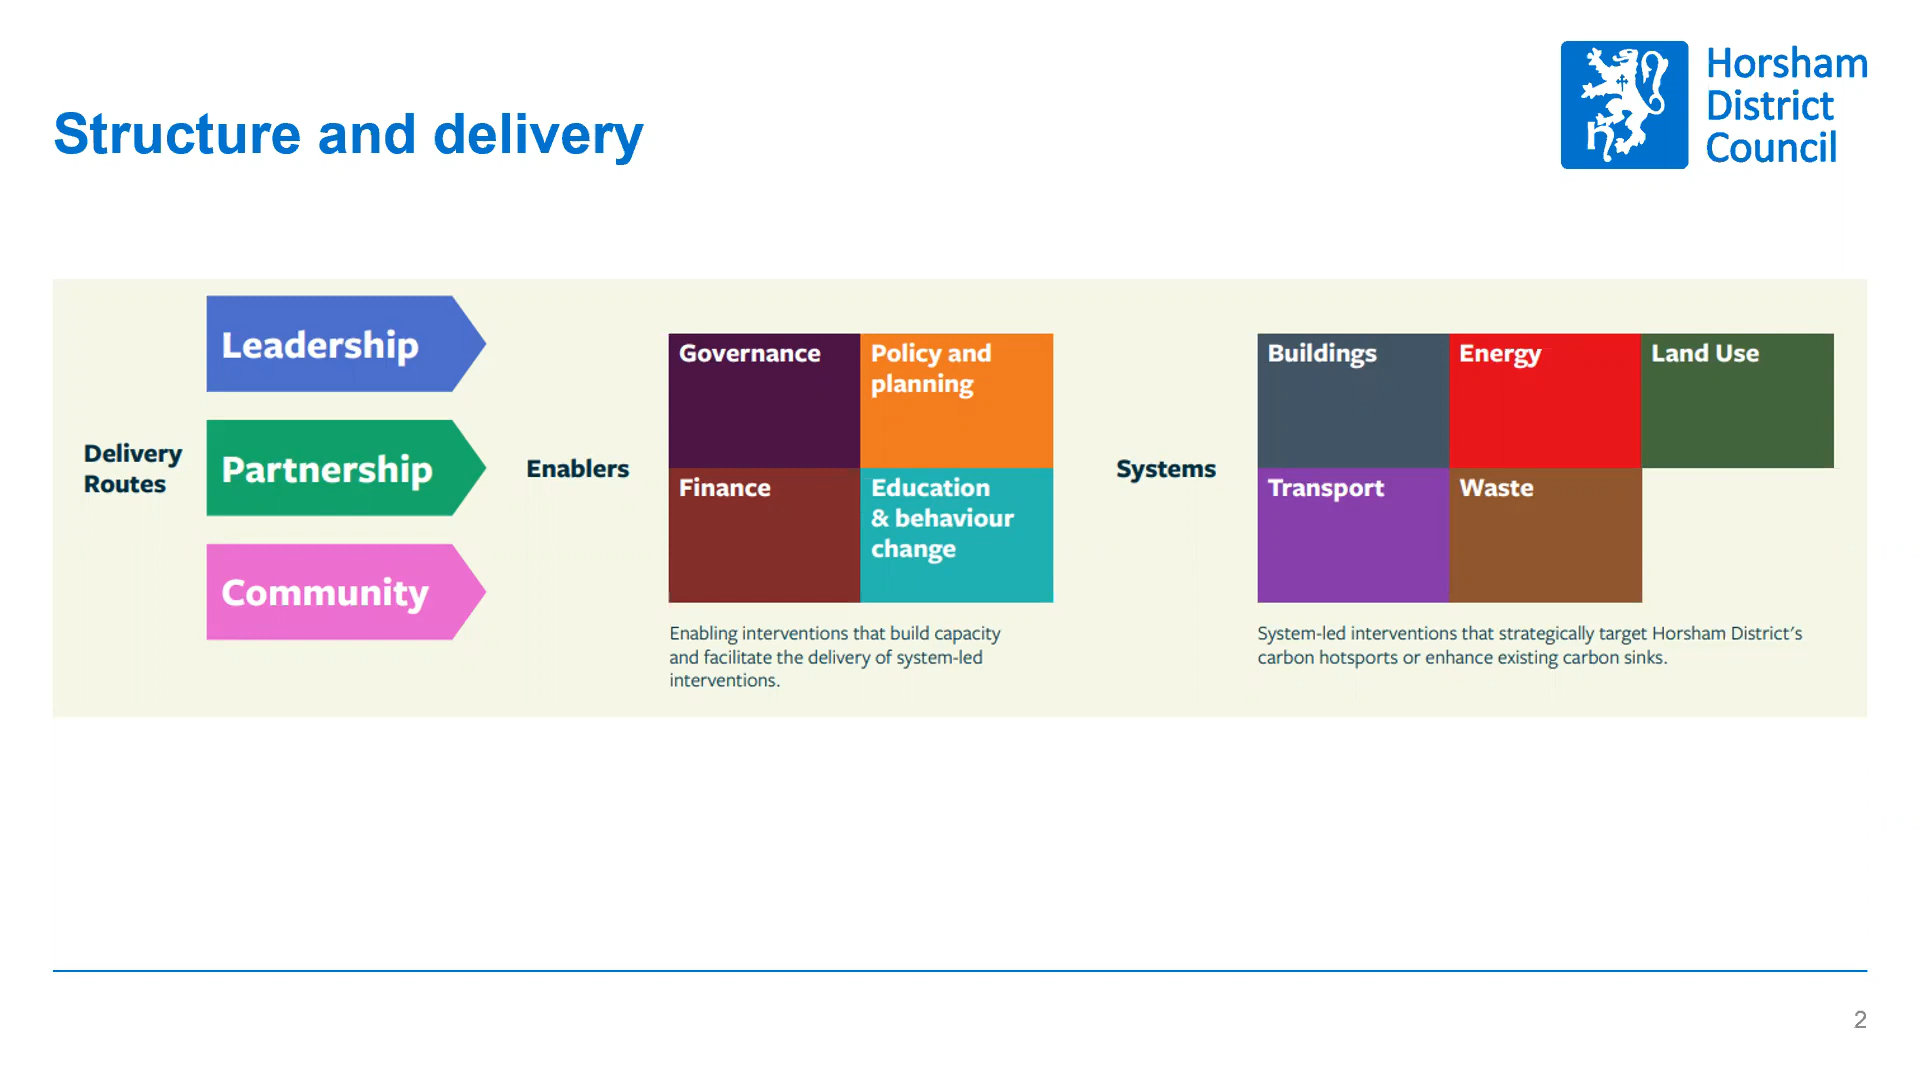 Structure and delivery
Horsham
District
Council
Delivery
Routes
Leadership
Partnership
Community
Enablers
Governance
Policy and
planning
Finance
Education
& behaviour
change
Enabling interventions that build capacity
and facilitate the delivery of system-led
interventions.
Systems
Buildings
Energy
Land Use
Transport
Waste
System-led interventions that strategically target Horsham District's
carbon hotsports or enhance existing carbon sinks.
2